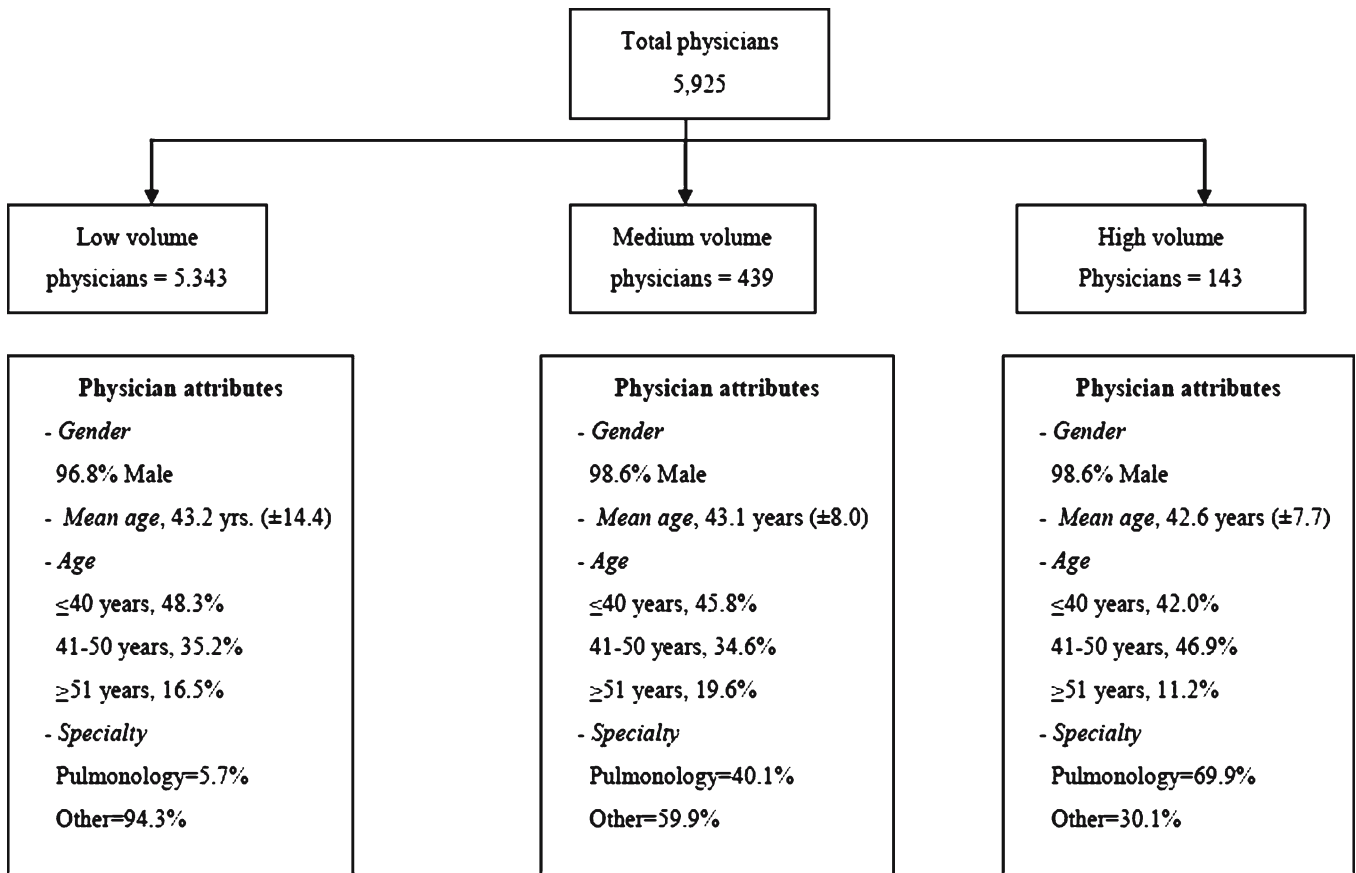 Total physicians
5,925
Low volume
physicians = 5.343
Medium volume
physicians = 439
High volume
Physicians = 143
Physician attributes
- Gender
96.8% Male
- Mean age, 43.2 yrs. (±14.4)
- Age
≤40 years, 48.3%
41-50 years, 35.2%
≥51 years, 16.5%
- Specialty
Pulmonology=5.7%
Other=94.3%
Physician attributes
- Gender
98.6% Male
- Mean age, 43.1 years (±8.0)
- Age
≤40 years, 45.8%
41-50 years, 34.6%
≥51 years, 19.6%
- Specialty
Pulmonology=40.1%
Other=59.9%
Physician attributes
- Gender
98.6% Male
- Mean age, 42.6 years (±7.7)
- Age
≤40 years, 42.0%
41-50 years, 46.9%
≥51 years, 11.2%
- Specialty
Pulmonology=69.9%
Other=30.1%